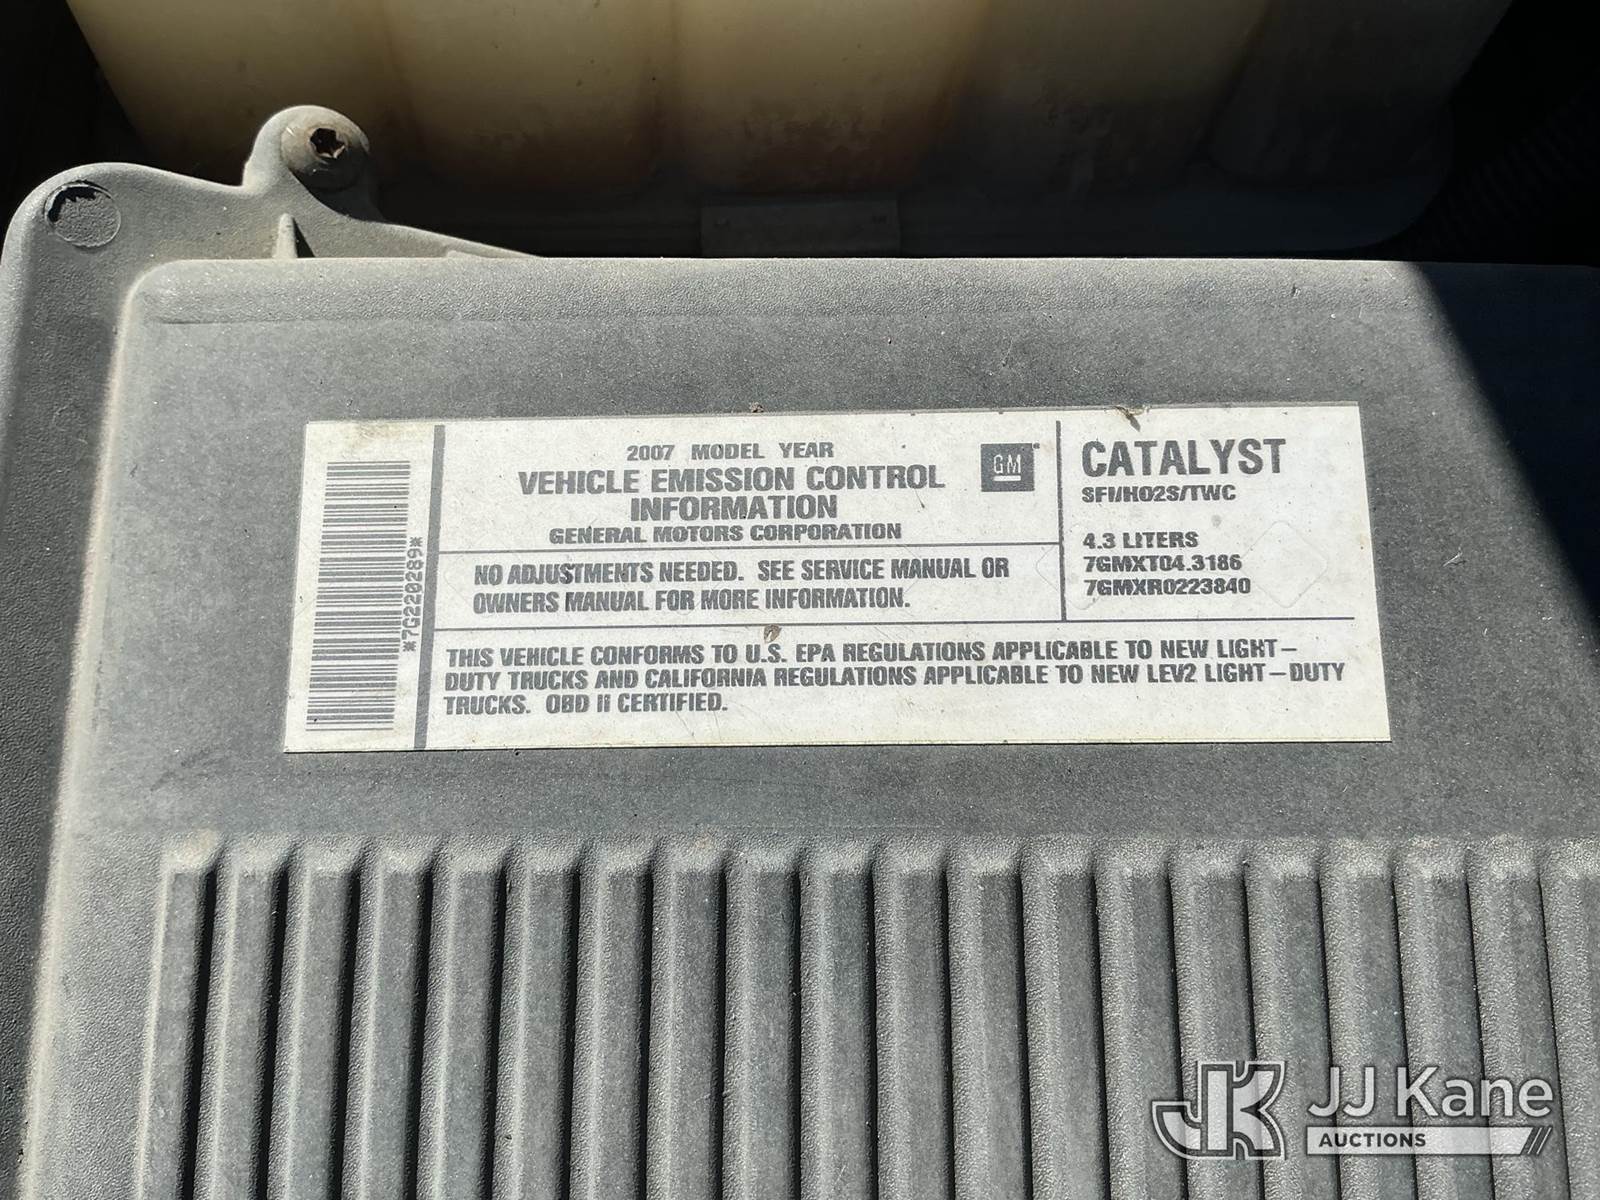 *7G220289*
2007 MODEL YEAR
VEHICLE EMISSION CONTROL
INFORMATION
GENERAL MOTORS CORPORATION
GM
NO ADJUSTMENTS NEEDED. SEE SERVICE MANUAL OR
OWNERS MANUAL FOR MORE INFORMATION.
CATALYST
SFI/HO2S/TWC
4.3 LITERS
7GMXT04.3186
7GMXR0223840
THIS VEHICLE CONFORMS TO U.S. EPA REGULATIONS APPLICABLE TO NEW LIGHT-
DUTY TRUCKS AND CALIFORNIA REGULATIONS APPLICABLE TO NEW LEV2 LIGHT-DUTY
TRUCKS. OBD II CERTIFIED.
JK
JJ Kane
AUCTIONS